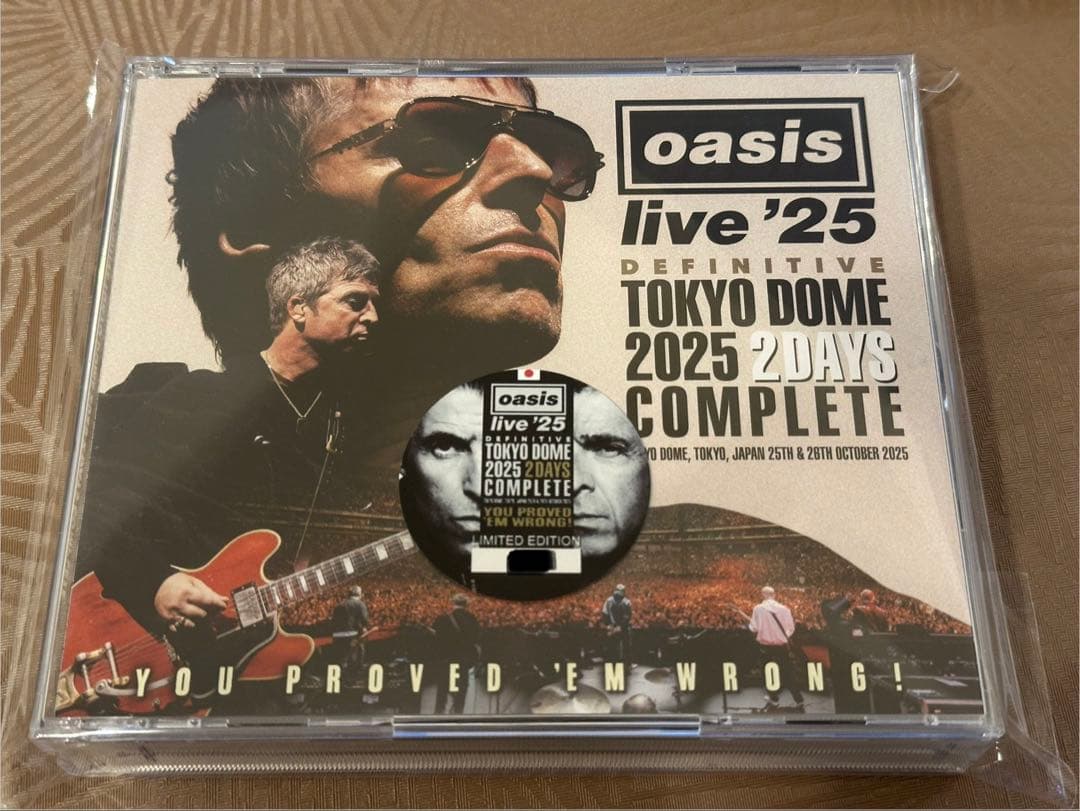 oasis
live '25
DEFINITIVE
TOKYO DOME
2025 2DAYS
COMPLETE
YO DOME, TOKYO, JAPAN 25TH & 28TH OCTOBER 2025
oasis
live '25
DEFINITIVE
TOKYO DOME
2025 2DAYS
COMPLETE
YOU PROVED
'EM WRONG!
LIMITED EDITION
YOU PROVED 'EM WRONG!